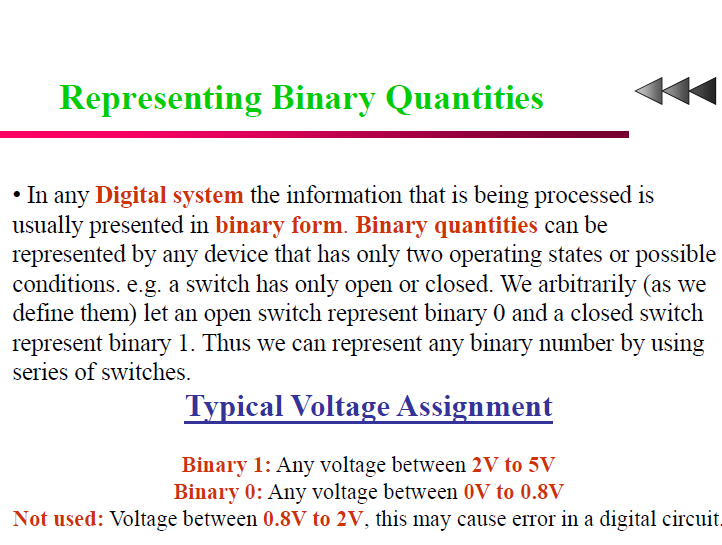 Representing Binary Quantities
• In any Digital system the information that is being processed is
usually presented in binary form. Binary quantities can be
represented by any device that has only two operating states or possible
conditions. e.g. a switch has only open or closed. We arbitrarily (as we
define them) let an open switch represent binary 0 and a closed switch
represent binary 1. Thus we can represent any binary number by using
series of switches.
Typical Voltage Assignment
Binary 1: Any voltage between 2V to 5V
Binary 0: Any voltage between 0V to 0.8V
Not used: Voltage between 0.8V to 2V, this may cause error in a digital circuit.